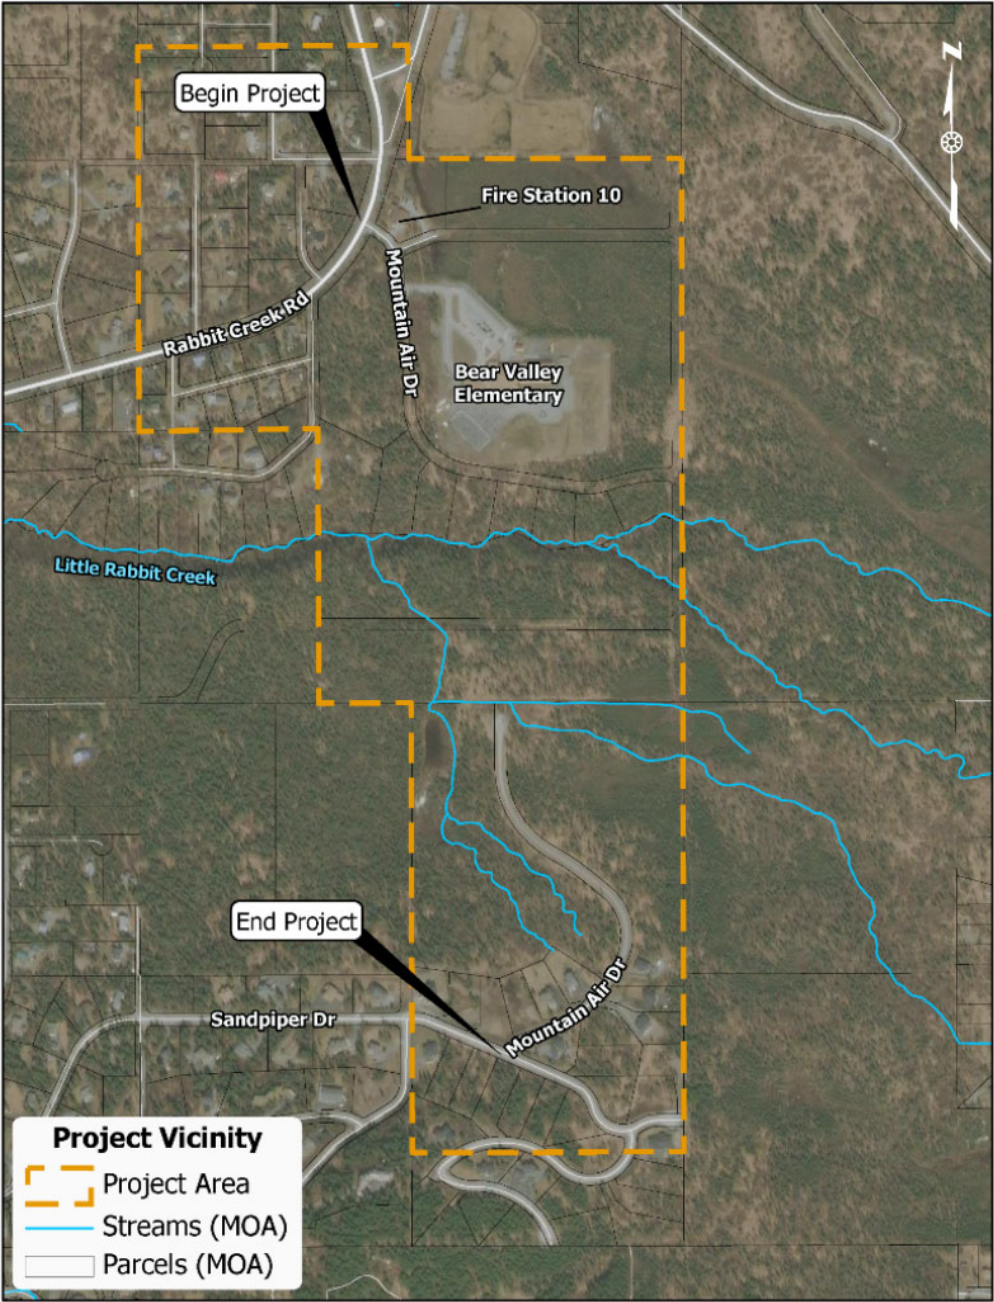 N
Begin Project
Fire Station 10
Mountain Air Dr
Rabbit Creek Rd
Bear Valley
Elementary
Little Rabbit Creek
End Project
Mountain Air Dr
Sandpiper Dr
Project Vicinity
Project Area
Streams (MOA)
Parcels (MOA)